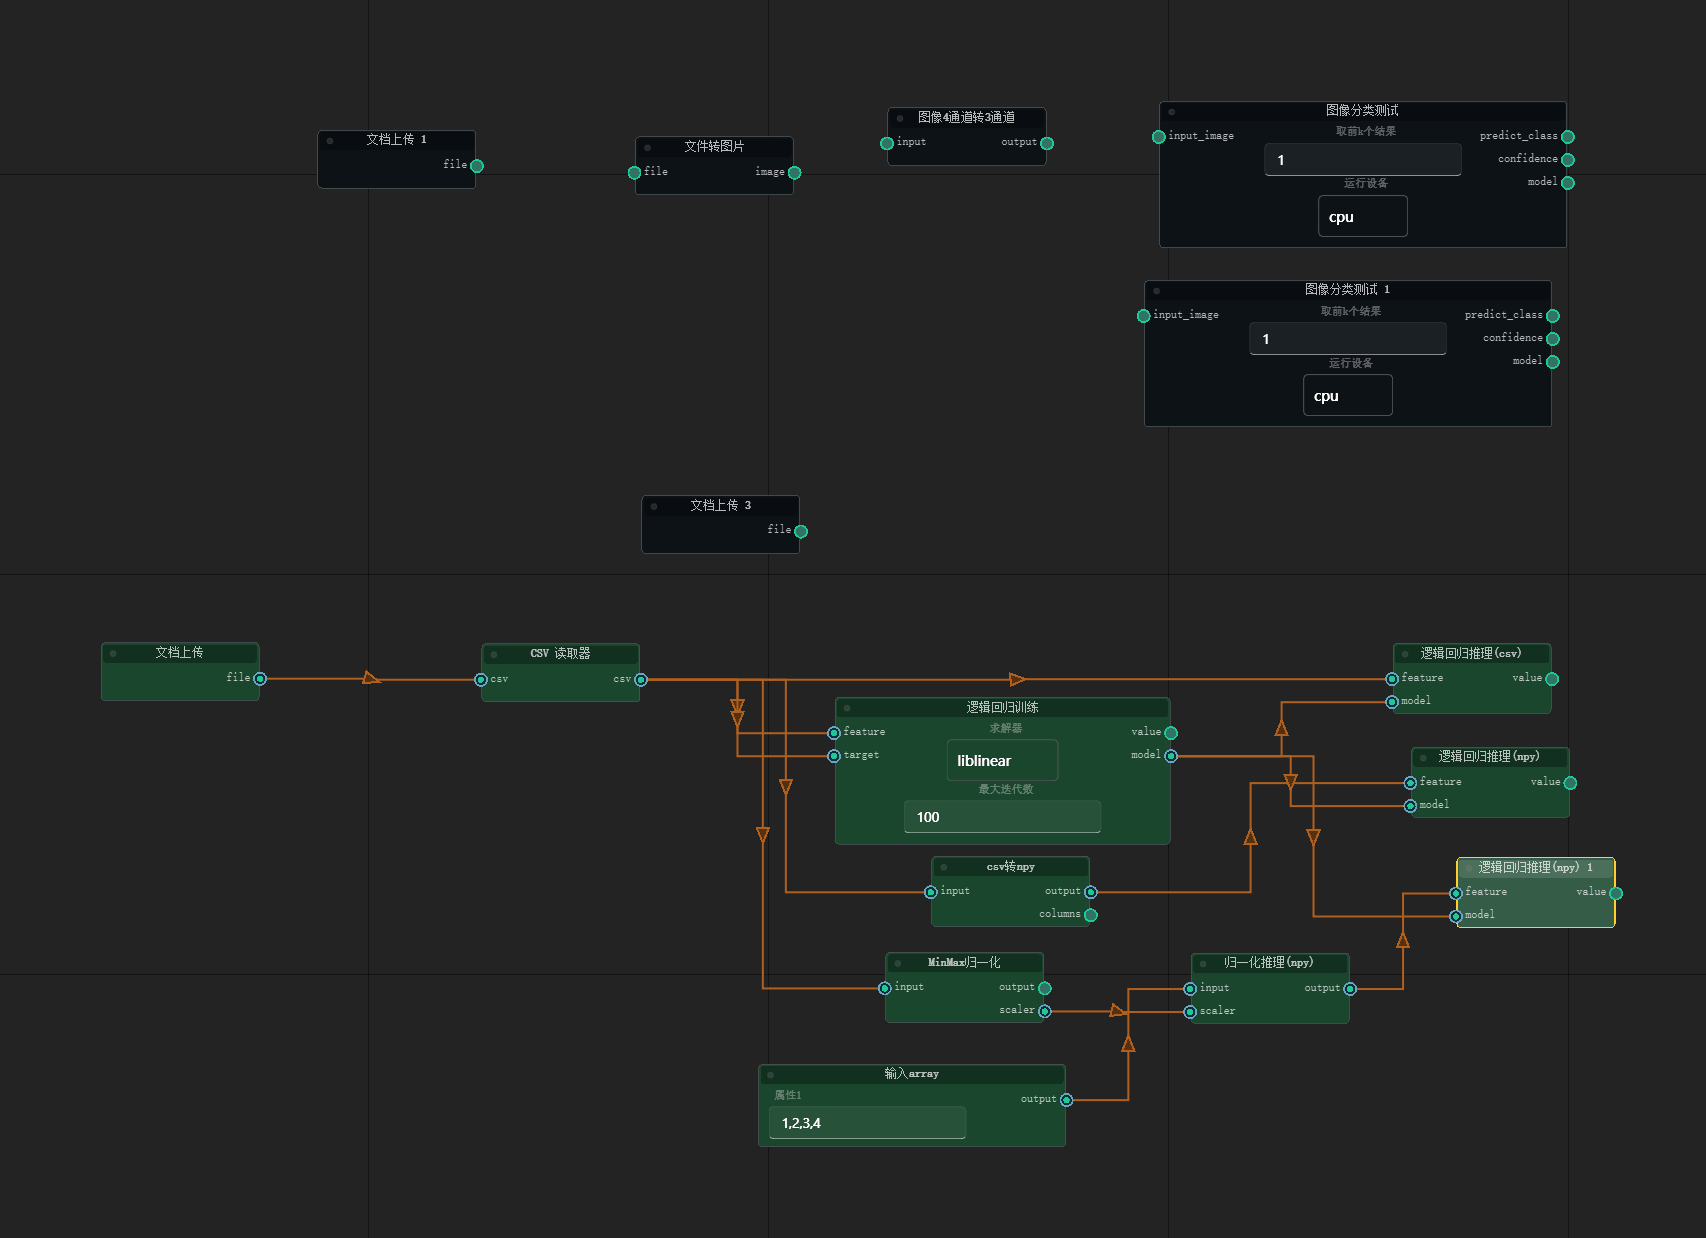 文档上传 1
file
文件转图片
file
image
图像4通道转3通道
input
output
图像分类测试
取前k个结果
input_image
predict_class
1
confidence
运行设备
model
cpu
图像分类测试 1
取前k个结果
input_image
predict_class
1
confidence
运行设备
model
cpu
文档上传 3
file
文档上传
file
CSV 读取器
csv
csv
逻辑回归训练
求解器
feature
value
target
model
liblinear
最大迭代数
100
逻辑回归推理(csv)
feature
value
model
逻辑回归推理(npy)
feature
value
model
csv转npy
input
output
columns
逻辑回归推理(npy) 1
feature
value
model
MinMax归一化
input
output
scaler
归一化推理(npy)
input
output
scaler
输入array
属性1
output
1,2,3,4